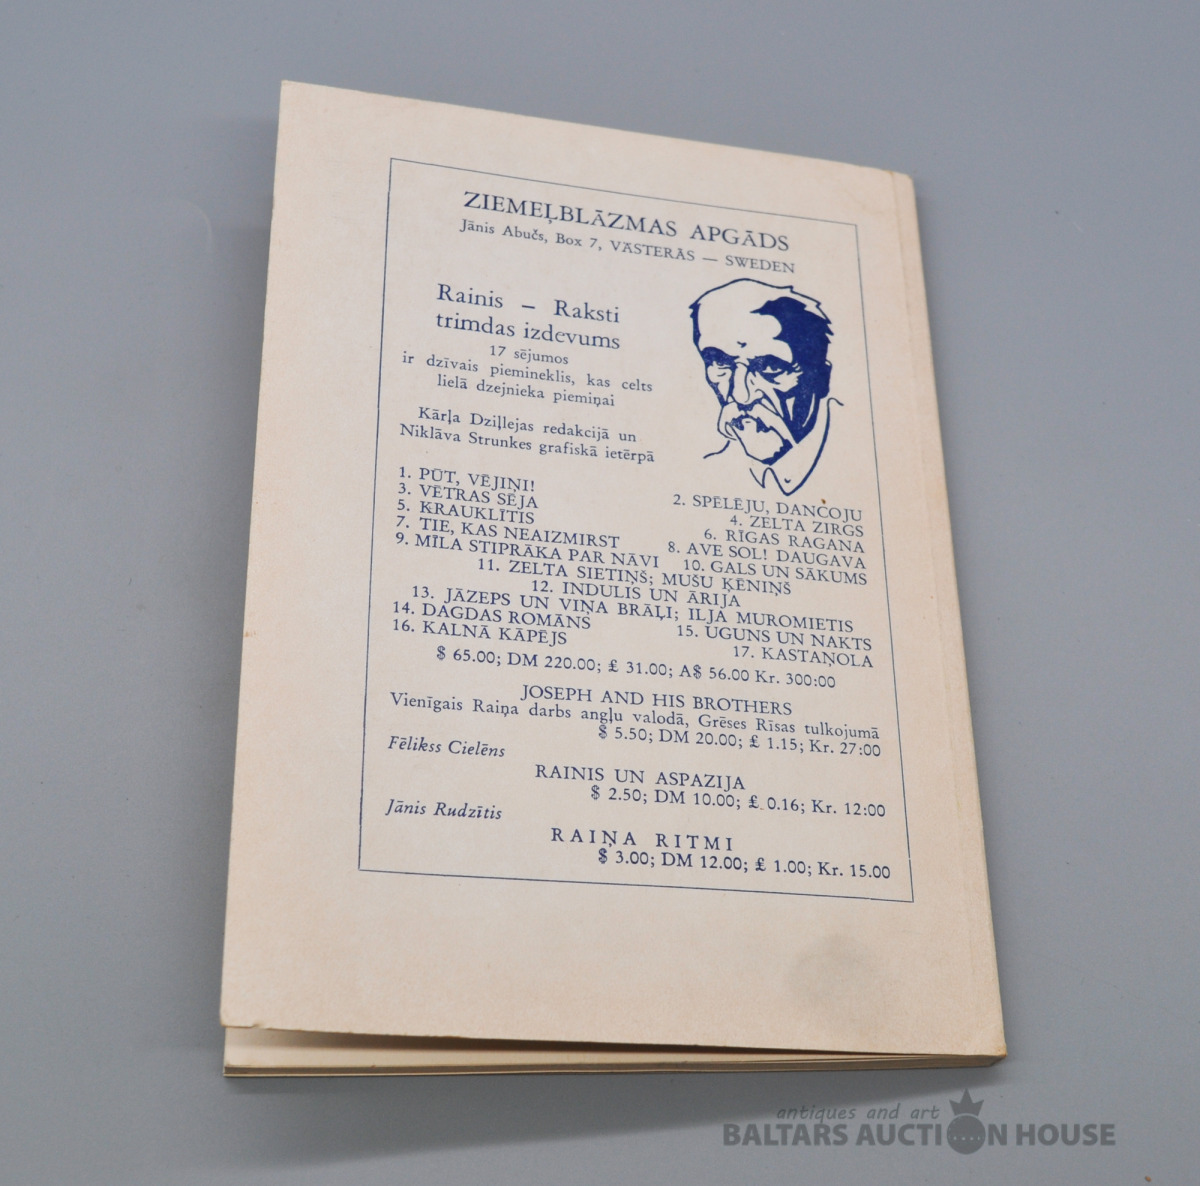 ZIEMEĻBLĀZMAS APGĀDS
Jānis Abučs, Box 7, VÄSTERÅS — SWEDEN
Rainis – Raksti
trimdas izdevums
17 sējumos
ir dzīvais piemineklis, kas celts
lielā dzejnieka piemiņai
Kārļa Dziļlejas redakcijā un
Niklāva Strunkes grafiskā ietērpā
1. PŪT, VĒJIŅI!
2. SPĒLĒJU, DANCOJU
3. VĒTRAS SĒJA
4. ZELTA ZIRGS
5. KRAUKLĪTIS
6. RĪGAS RAGANA
7. TIE, KAS NEAIZMIRST
8. AVE SOL! DAUGAVA
9. MĪLA STIPRĀKA PAR NĀVI
10. GALS UN SĀKUMS
11. ZELTA SIETIŅŠ; MUŠU ĶĒNIŅŠ
12. INDULIS UN ĀRIJA
13. JĀZEPS UN VIŅA BRĀĻI; IĻJA MUROMIETIS
14. DAGDAS ROMĀNS
15. UGUNS UN NAKTS
16. KALNĀ KĀPĒJS
17. KASTAŅOLA
$ 65.00; DM 220.00; £ 31.00; A$ 56.00 Kr. 300:00
JOSEPH AND HIS BROTHERS
Vienīgais Raiņa darbs angļu valodā, Grēses Rīsas tulkojumā
$ 5.50; DM 20.00; £ 1.15; Kr. 27:00
Fēlikss Cielēns
RAINIS UN ASPAZIJA
$ 2.50; DM 10.00; £ 0.16; Kr. 12:00
Jānis Rudzītis
RAIŅA RITMI
$ 3.00; DM 12.00; £ 1.00; Kr. 15.00
antiques and art
BALTARS AUCTION HOUSE